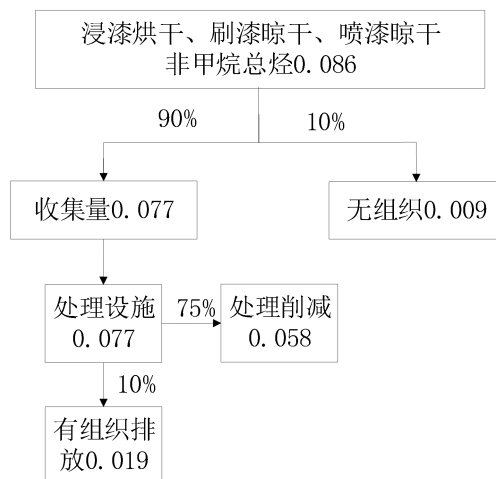 浸漆烘干、刷漆晾干、喷漆晾干
非甲烷总烃0.086
90%
10%
收集量0.077
无组织0.009
处理设施
0.077
75%
处理削减
0.058
10%
有组织排
放0.019